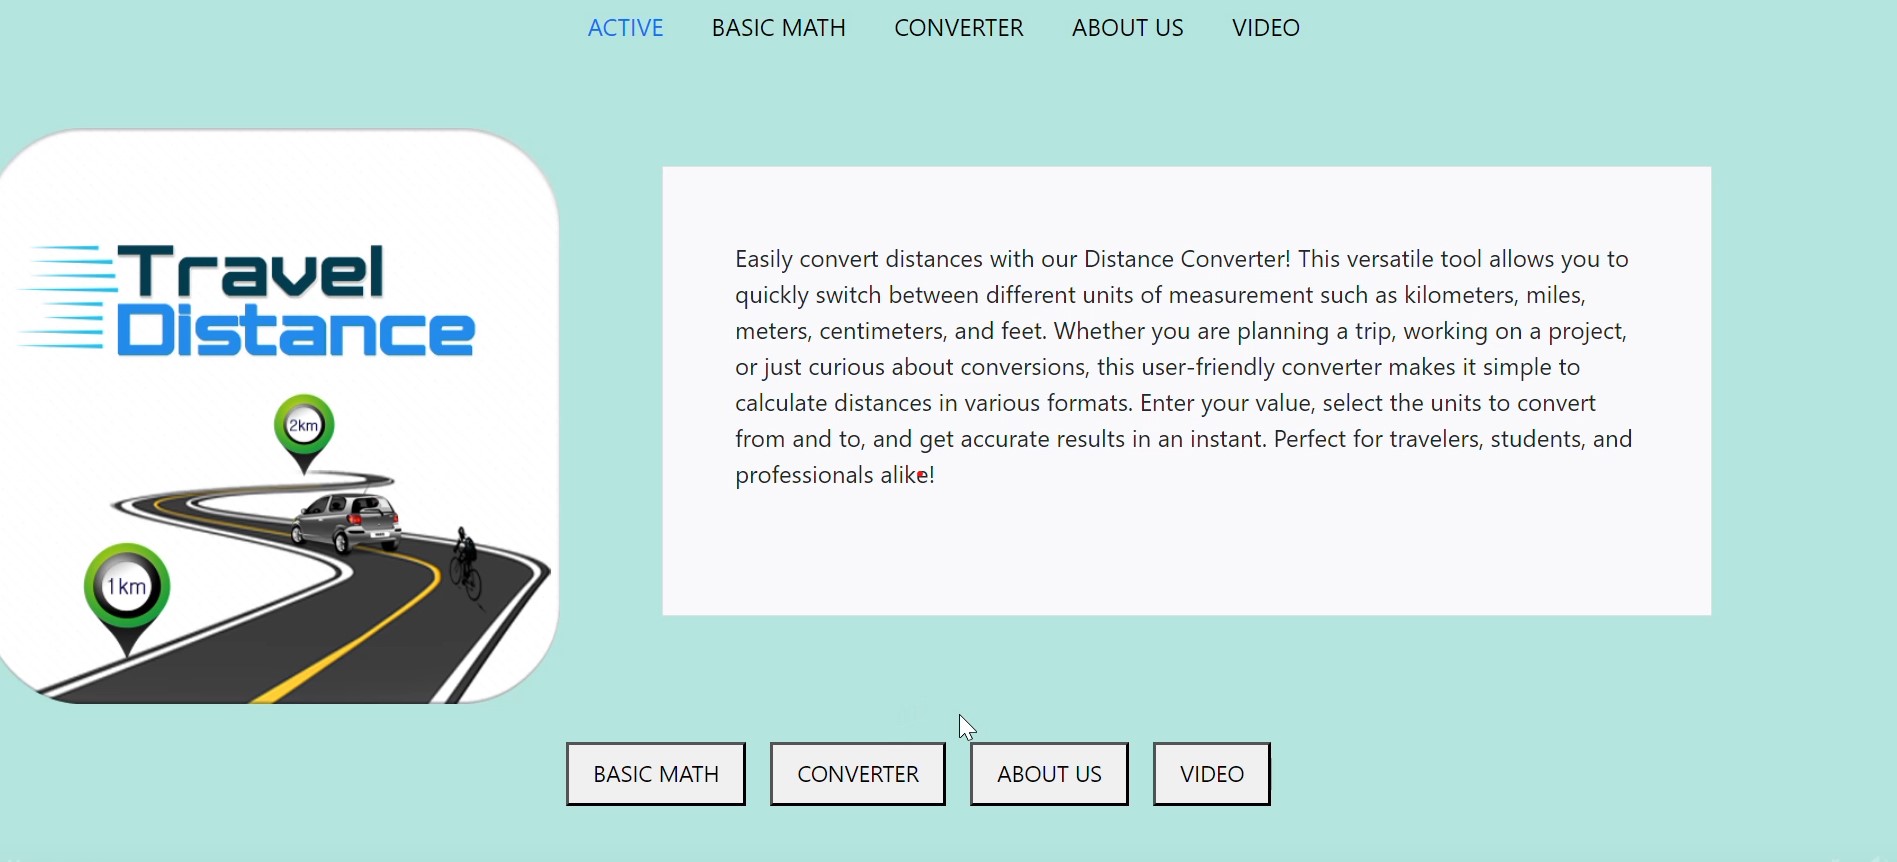 ACTIVE BASIC MATH CONVERTER ABOUT US VIDEO
Travel
Distance
2km
1km
Easily convert distances with our Distance Converter! This versatile tool allows you to
quickly switch between different units of measurement such as kilometers, miles,
meters, centimeters, and feet. Whether you are planning a trip, working on a project,
or just curious about conversions, this user-friendly converter makes it simple to
calculate distances in various formats. Enter your value, select the units to convert
from and to, and get accurate results in an instant. Perfect for travelers, students, and
professionals alike!
BASIC MATH CONVERTER ABOUT US VIDEO